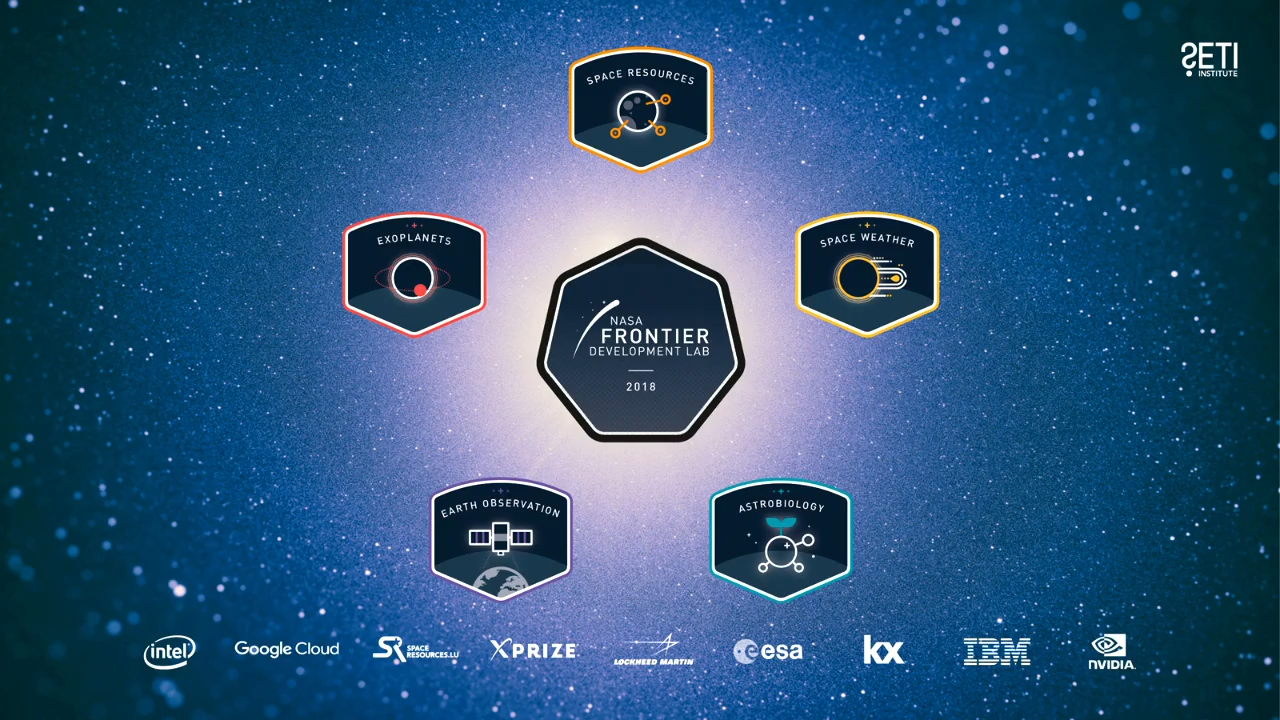 SPACE RESOURCES
SETI
INSTITUTE
EXOPLANETS
SPACE WEATHER
NASA
FRONTIER
DEVELOPMENT LAB
2018
EARTH OBSERVATION
ASTROBIOLOGY
intel
Google Cloud
SR SPACE
RESOURCES.LU
XPRIZE
LOCKHEED MARTIN
esa
kx
IBM
NVIDIA.